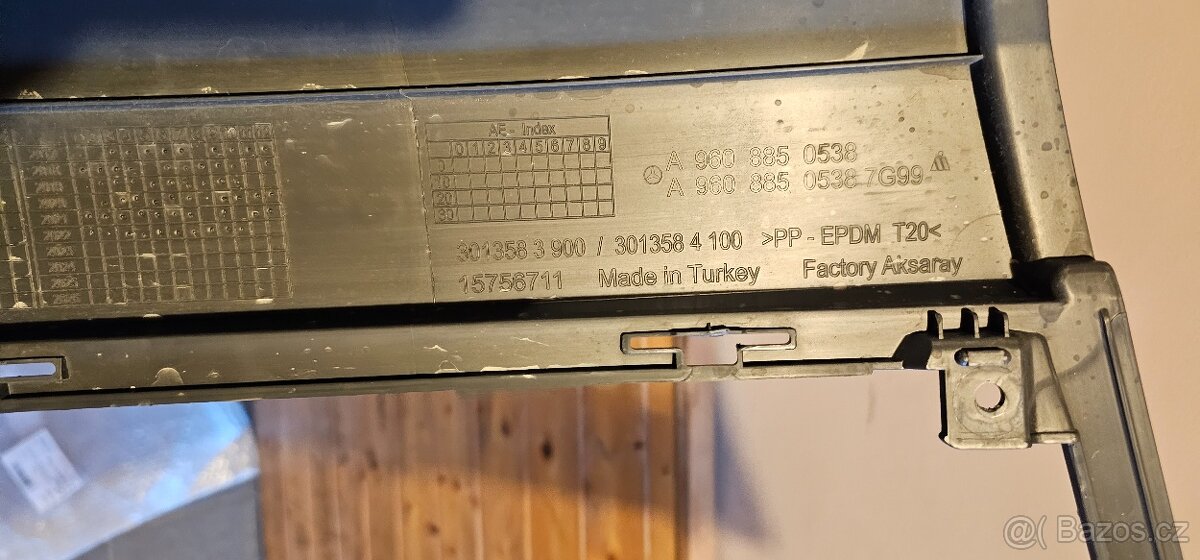 AE - Index
0 1 2 3 4 5 6 7 8 9
A 960 885 0538
A 960 885 0538 7G99
301358 3 900 / 301358 4 100 >PP - EPDM T20<
15756711 Made in Turkey Factory Aksaray
@( Bazos.cz